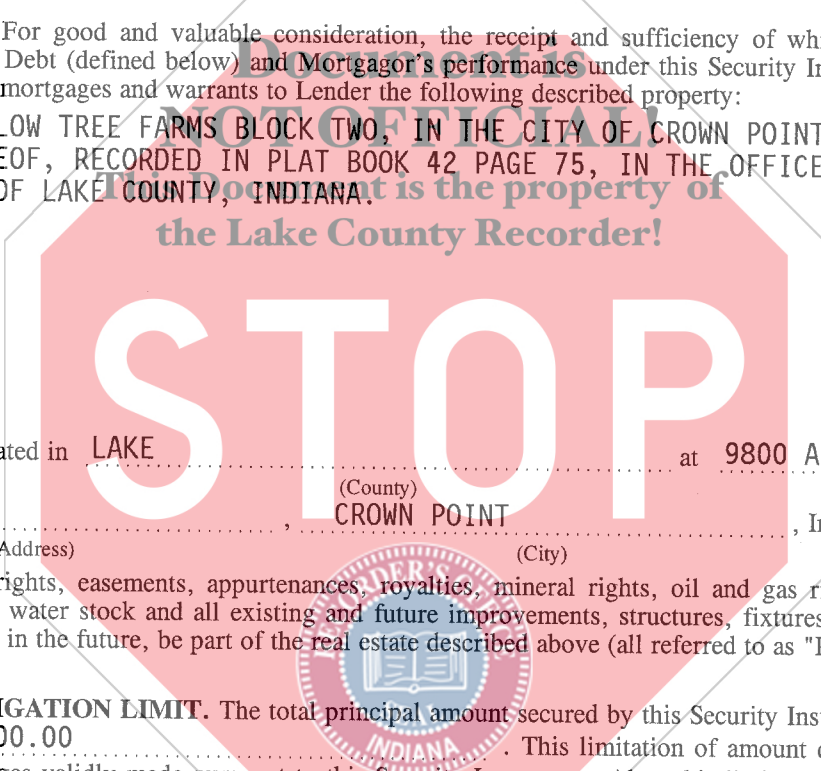 For good and valuable consideration, the receipt and sufficiency of whi
Debt (defined below) and Mortgagor's performance under this Security In
mortgages and warrants to Lender the following described property:
LOW TREE FARMS BLOCK TWO, IN THE CITY OF CROWN POINT
EOF, RECORDED IN PLAT BOOK 42 PAGE 75, IN THE OFFICE
OF LAKE COUNTY, INDIANA.
Document is
NOT OFFICIAL!
This Document is the property of
the Lake County Recorder!
STOP
ated in LAKE at 9800 A
(County)
, CROWN POINT , In
Address) (City)
rights, easements, appurtenances, royalties, mineral rights, oil and gas ri
water stock and all existing and future improvements, structures, fixtures
in the future, be part of the real estate described above (all referred to as "P
RECORDER'S OFFICE
INDIANA
IGATION LIMIT. The total principal amount secured by this Security Inst
00.00 . This limitation of amount d